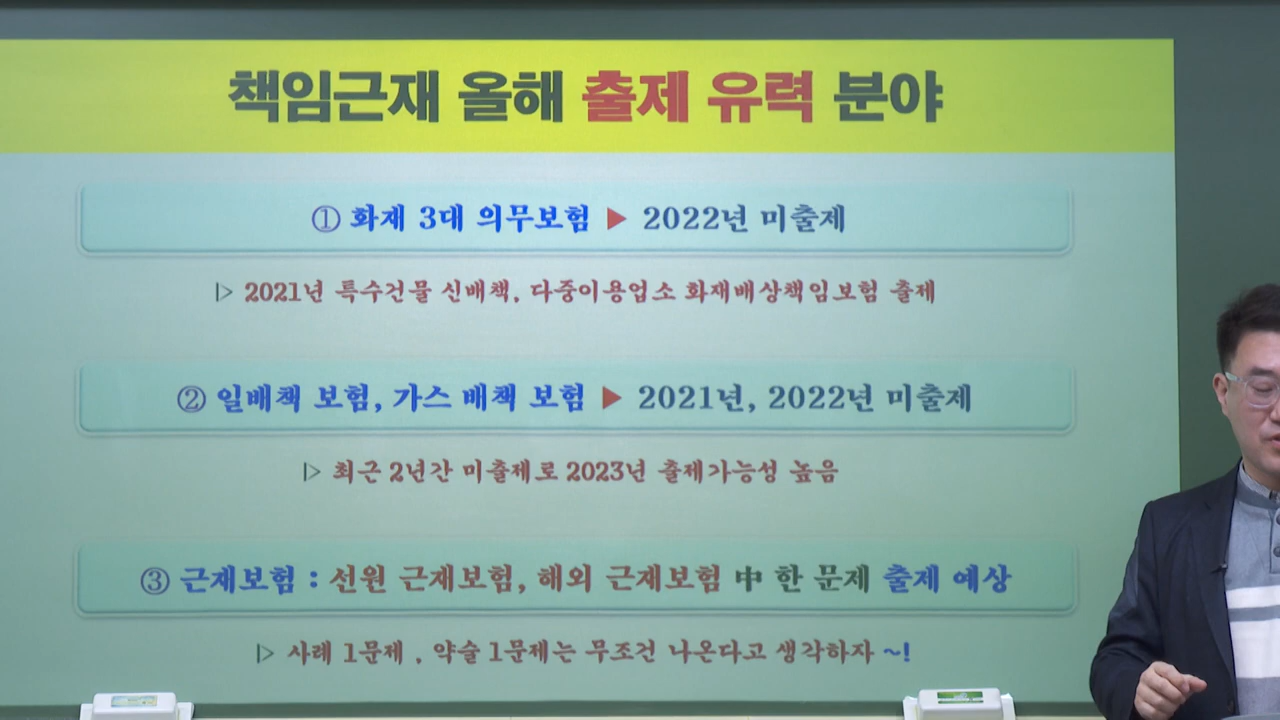 책임근재 올해 출제 유력 분야
① 화재 3대 의무보험 ▶ 2022년 미출제
▷ 2021년 특수건물 신배책, 다중이용업소 화재배상책임보험 출제
② 일배책 보험, 가스 배책 보험 ▶ 2021년, 2022년 미출제
▷ 최근 2년간 미출제로 2023년 출제가능성 높음
③ 근재보험 : 선원 근재보험, 해외 근재보험 中 한 문제 출제 예상
▷ 사례 1문제 , 약술 1문제는 무조건 나온다고 생각하자 ~!